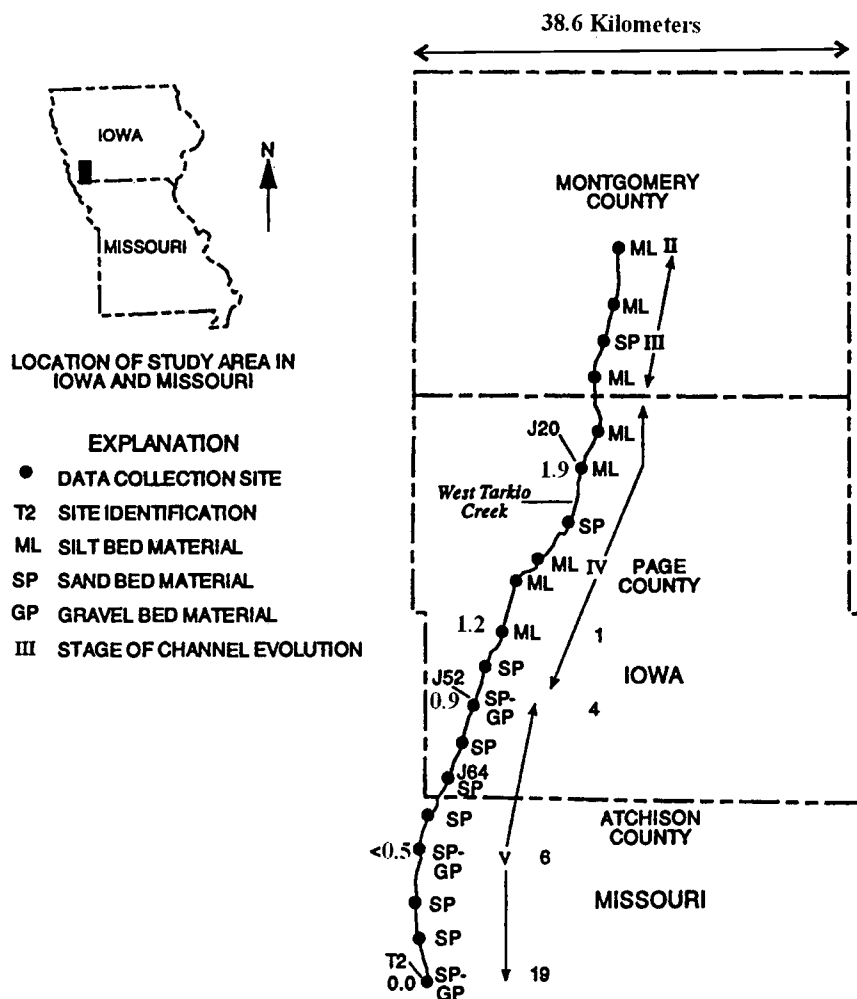 38.6 Kilometers
IOWA
N
MISSOURI
LOCATION OF STUDY AREA IN
IOWA AND MISSOURI
EXPLANATION
DATA COLLECTION SITE
T2 SITE IDENTIFICATION
ML SILT BED MATERIAL
SP SAND BED MATERIAL
GP GRAVEL BED MATERIAL
III STAGE OF CHANNEL EVOLUTION
MONTGOMERY
COUNTY
ML II
ML
SP III
ML
ML
J20
1.9 ML
West Tarkio
Creek
SP
ML IV
ML
PAGE
COUNTY
1.2 ML 1
SP
IOWA
J52
0.9 SP-
GP
4
SP
J64
SP
SP
ATCHISON
COUNTY
<0.5 SP-
GP
V 6
SP
MISSOURI
SP
T2
0.0 SP-
GP
19